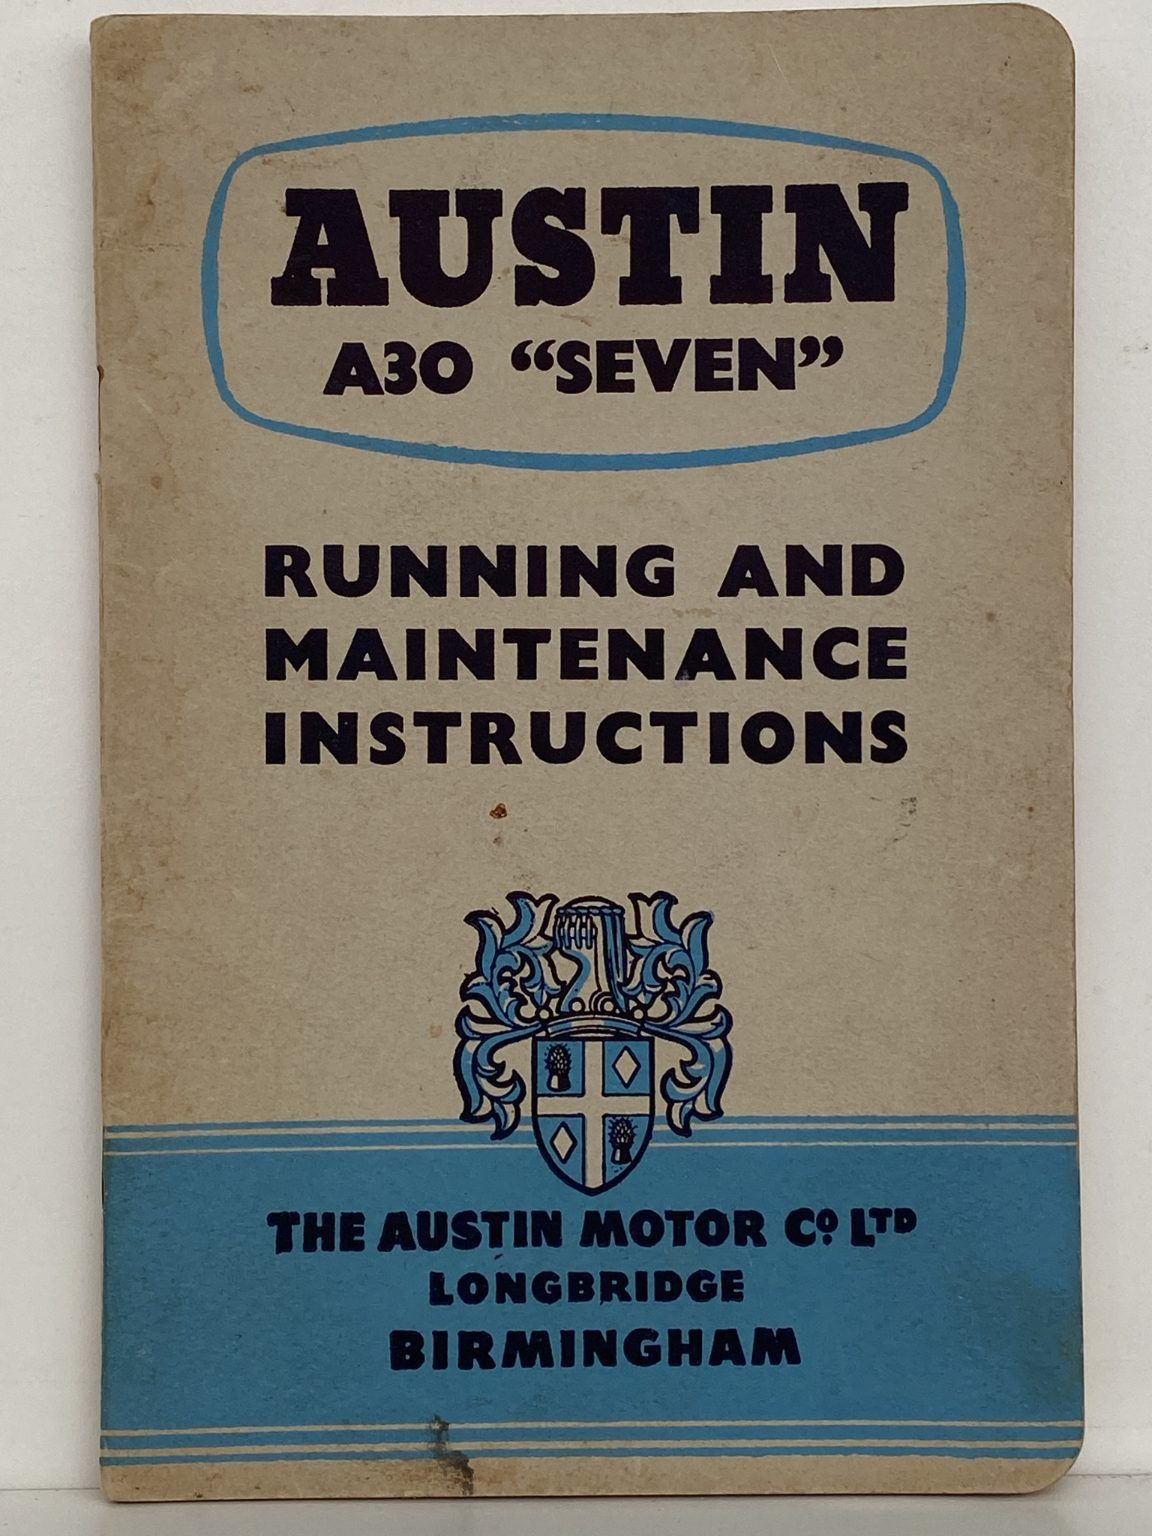 AUSTIN
A30 “SEVEN”
RUNNING AND
MAINTENANCE
INSTRUCTIONS
THE AUSTIN MOTOR Cº LTD
LONGBRIDGE
BIRMINGHAM